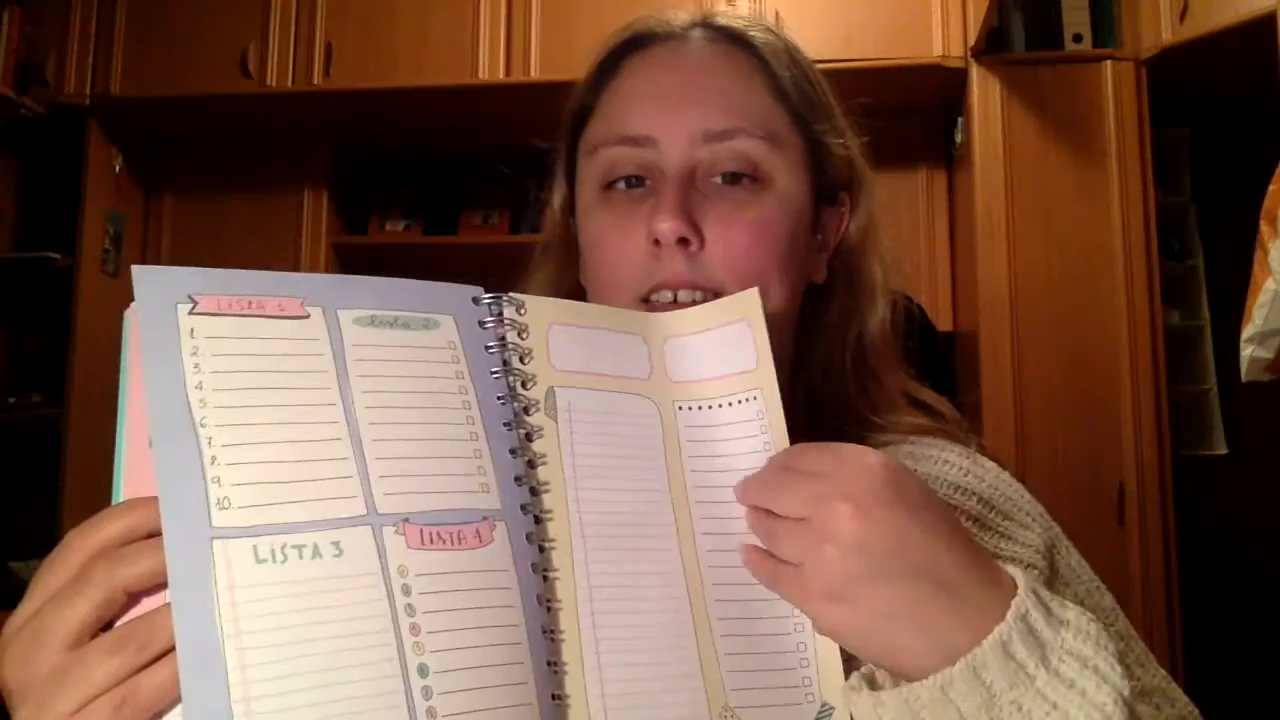 LISTA 1
1.
2.
3.
4.
5.
6.
7.
8.
9.
10.
Lista 2
LISTA 3
LISTA 4